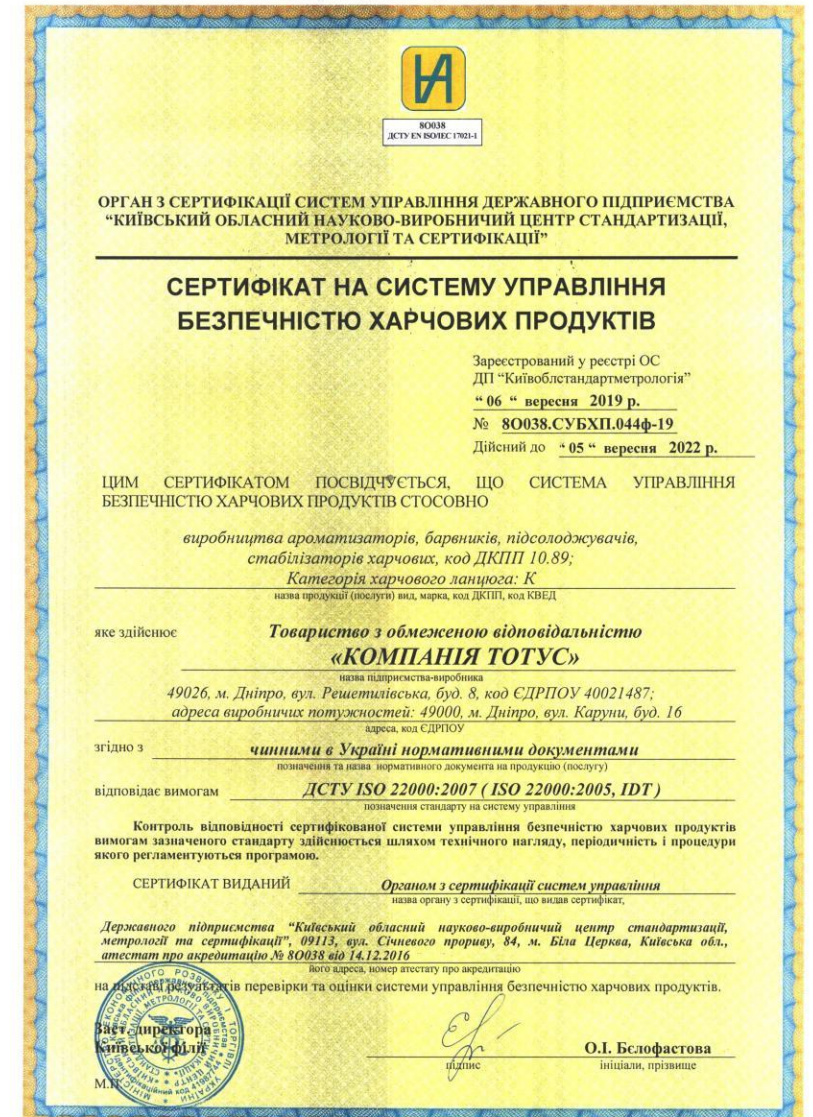 8О038
ДСТУ EN ISO/IEC 17021-1
ОРГАН З СЕРТИФІКАЦІЇ СИСТЕМ УПРАВЛІННЯ ДЕРЖАВНОГО ПІДПРИЄМСТВА
“КИЇВСЬКИЙ ОБЛАСНИЙ НАУКОВО-ВИРОБНИЧИЙ ЦЕНТР СТАНДАРТИЗАЦІЇ,
МЕТРОЛОГІЇ ТА СЕРТИФІКАЦІЇ”
СЕРТИФІКАТ НА СИСТЕМУ УПРАВЛІННЯ
БЕЗПЕЧНІСТЮ ХАРЧОВИХ ПРОДУКТІВ
Зареєстрований у реєстрі ОС
ДП “Київоблстандартметрологія”
“ 06 “ вересня 2019 р.
№ 8О038.СУБХП.044ф-19
Дійсний до “ 05 “ вересня 2022 р.
ЦИМ СЕРТИФІКАТОМ ПОСВІДЧУЄТЬСЯ, ЩО СИСТЕМА УПРАВЛІННЯ
БЕЗПЕЧНІСТЮ ХАРЧОВИХ ПРОДУКТІВ СТОСОВНО
виробництва ароматизаторів, барвників, підсолоджувачів,
стабілізаторів харчових, код ДКПП 10.89;
Категорія харчового ланцюга: К
назва продукції (послуги) вид, марка, код ДКПП, код КВЕД
яке здійснює Товариство з обмеженою відповідальністю
«КОМПАНІЯ ТОТУС»
назва підприємства-виробника
49026, м. Дніпро, вул. Решетилівська, буд. 8, код ЄДРПОУ 40021487;
адреса виробничих потужностей: 49000, м. Дніпро, вул. Каруни, буд. 16
адреса, код ЄДРПОУ
згідно з чинними в Україні нормативними документами
позначення та назва нормативного документа на продукцію (послугу)
відповідає вимогам ДСТУ ISO 22000:2007 ( ISO 22000:2005, IDT )
позначення стандарту на систему управління
Контроль відповідності сертифікованої системи управління безпечністю харчових продуктів
вимогам зазначеного стандарту здійснюється шляхом технічного нагляду, періодичність і процедури
якого регламентуються програмою.
СЕРТИФІКАТ ВИДАНИЙ Органом з сертифікації систем управління
назва органу з сертифікації, що видав сертифікат,
Державного підприємства “Київський обласний науково-виробничий центр стандартизації,
метрології та сертифікації”, 09113, вул. Січневого прориву, 84, м. Біла Церква, Київська обл.,
атестат про акредитацію № 8О038 від 14.12.2016
його адреса, номер атестату про акредитацію
на підставі результатів перевірки та оцінки системи управління безпечністю харчових продуктів.
Заст. директора
Київської філії
О.І. Бєлофастова
підпис
ініціали, прізвище
М.П.